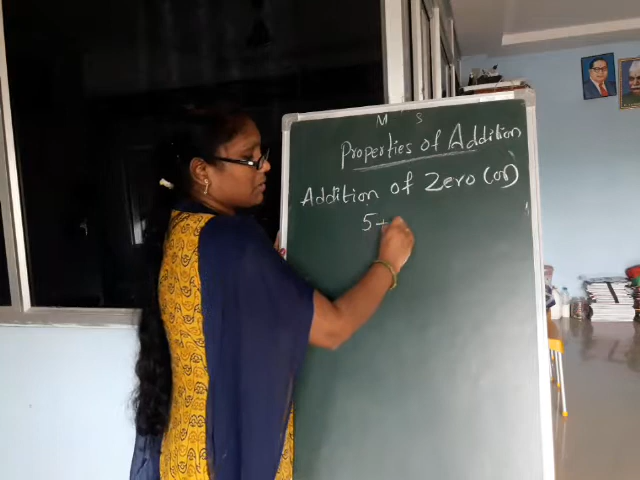 M S
Properties of Addition
Addition of Zero (or)
5+